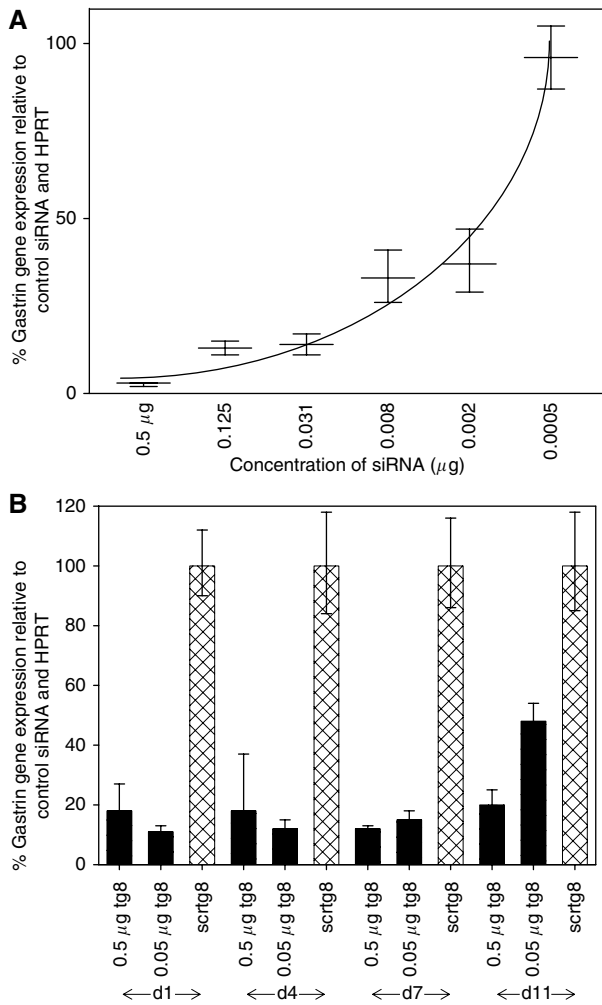 A
% Gastrin gene expression relative to
control siRNA and HPRT
100
50
0
0.5 μg
0.125
0.031
0.008
0.002
0.0005
Concentration of siRNA (μg)
B
% Gastrin gene expression relative to
control siRNA and HPRT
120
100
80
60
40
20
0
0.5 μg tg8
0.05 μg tg8
scrtg8
0.5 μg tg8
0.05 μg tg8
scrtg8
0.5 μg tg8
0.05 μg tg8
scrtg8
0.5 μg tg8
0.05 μg tg8
scrtg8
d1
d4
d7
d11